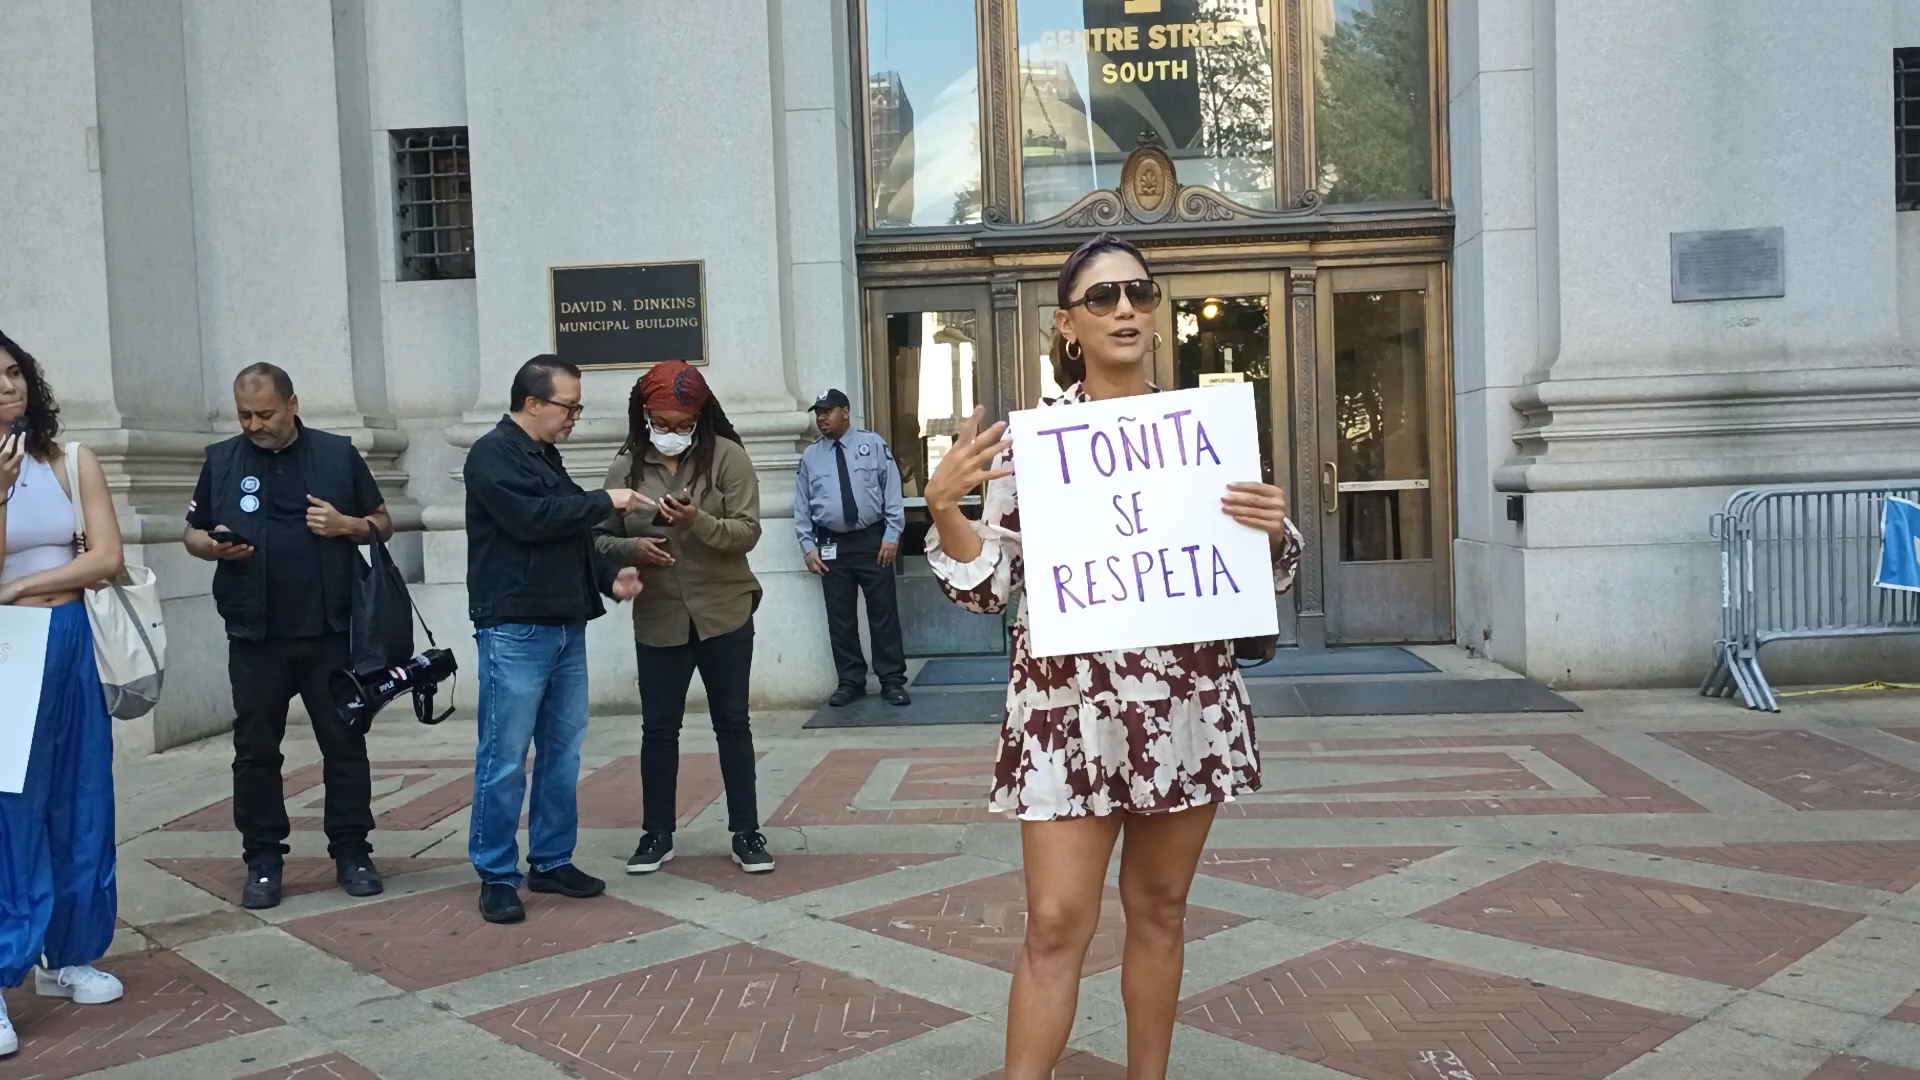 CENTRE STREET
SOUTH
DAVID N. DINKINS
MUNICIPAL BUILDING
TOÑITA
SE
RESPETA